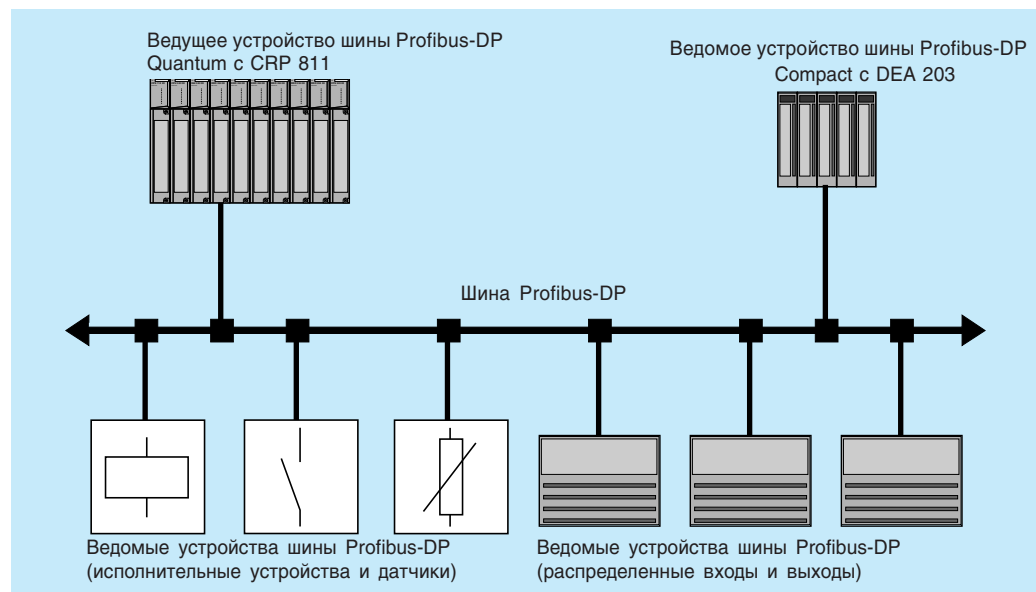 Ведущее устройство шины Profibus-DP
Quantum с CRP 811
Ведомое устройство шины Profibus-DP
Compact с DEA 203
Шина Profibus-DP
Ведомые устройства шины Profibus-DP
(исполнительные устройства и датчики)
Ведомые устройства шины Profibus-DP
(распределенные входы и выходы)